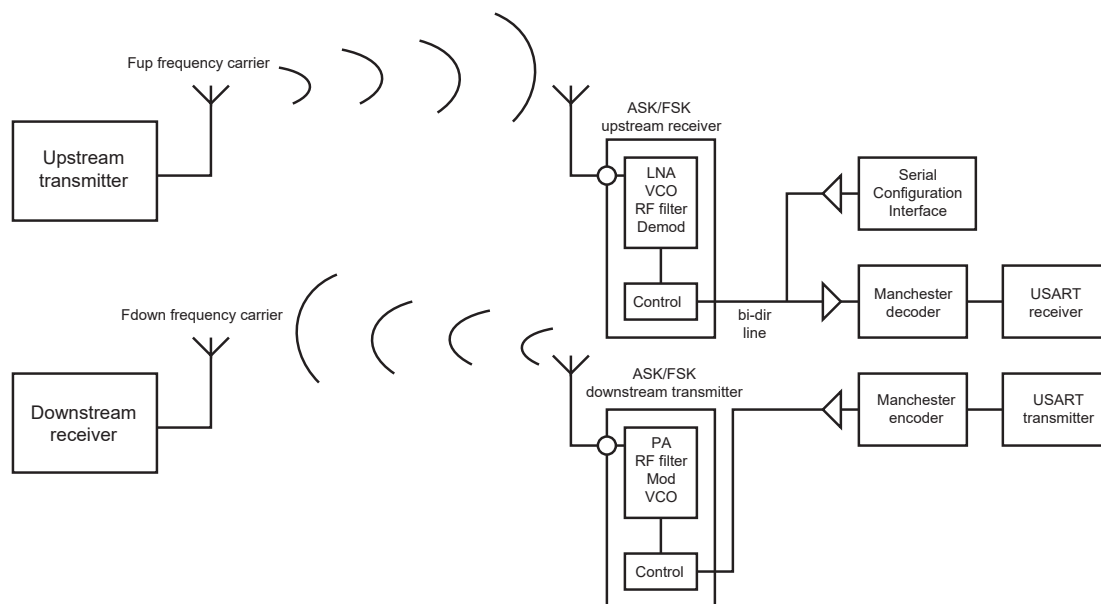 Fup frequency carrier
Upstream
transmitter
ASK/FSK
upstream receiver
LNA
VCO
RF filter
Demod
Control
bi-dir
line
Serial
Configuration
Interface
Manchester
decoder
USART
receiver
Fdown frequency carrier
Downstream
receiver
ASK/FSK
downstream transmitter
PA
RF filter
Mod
VCO
Control
Manchester
encoder
USART
transmitter